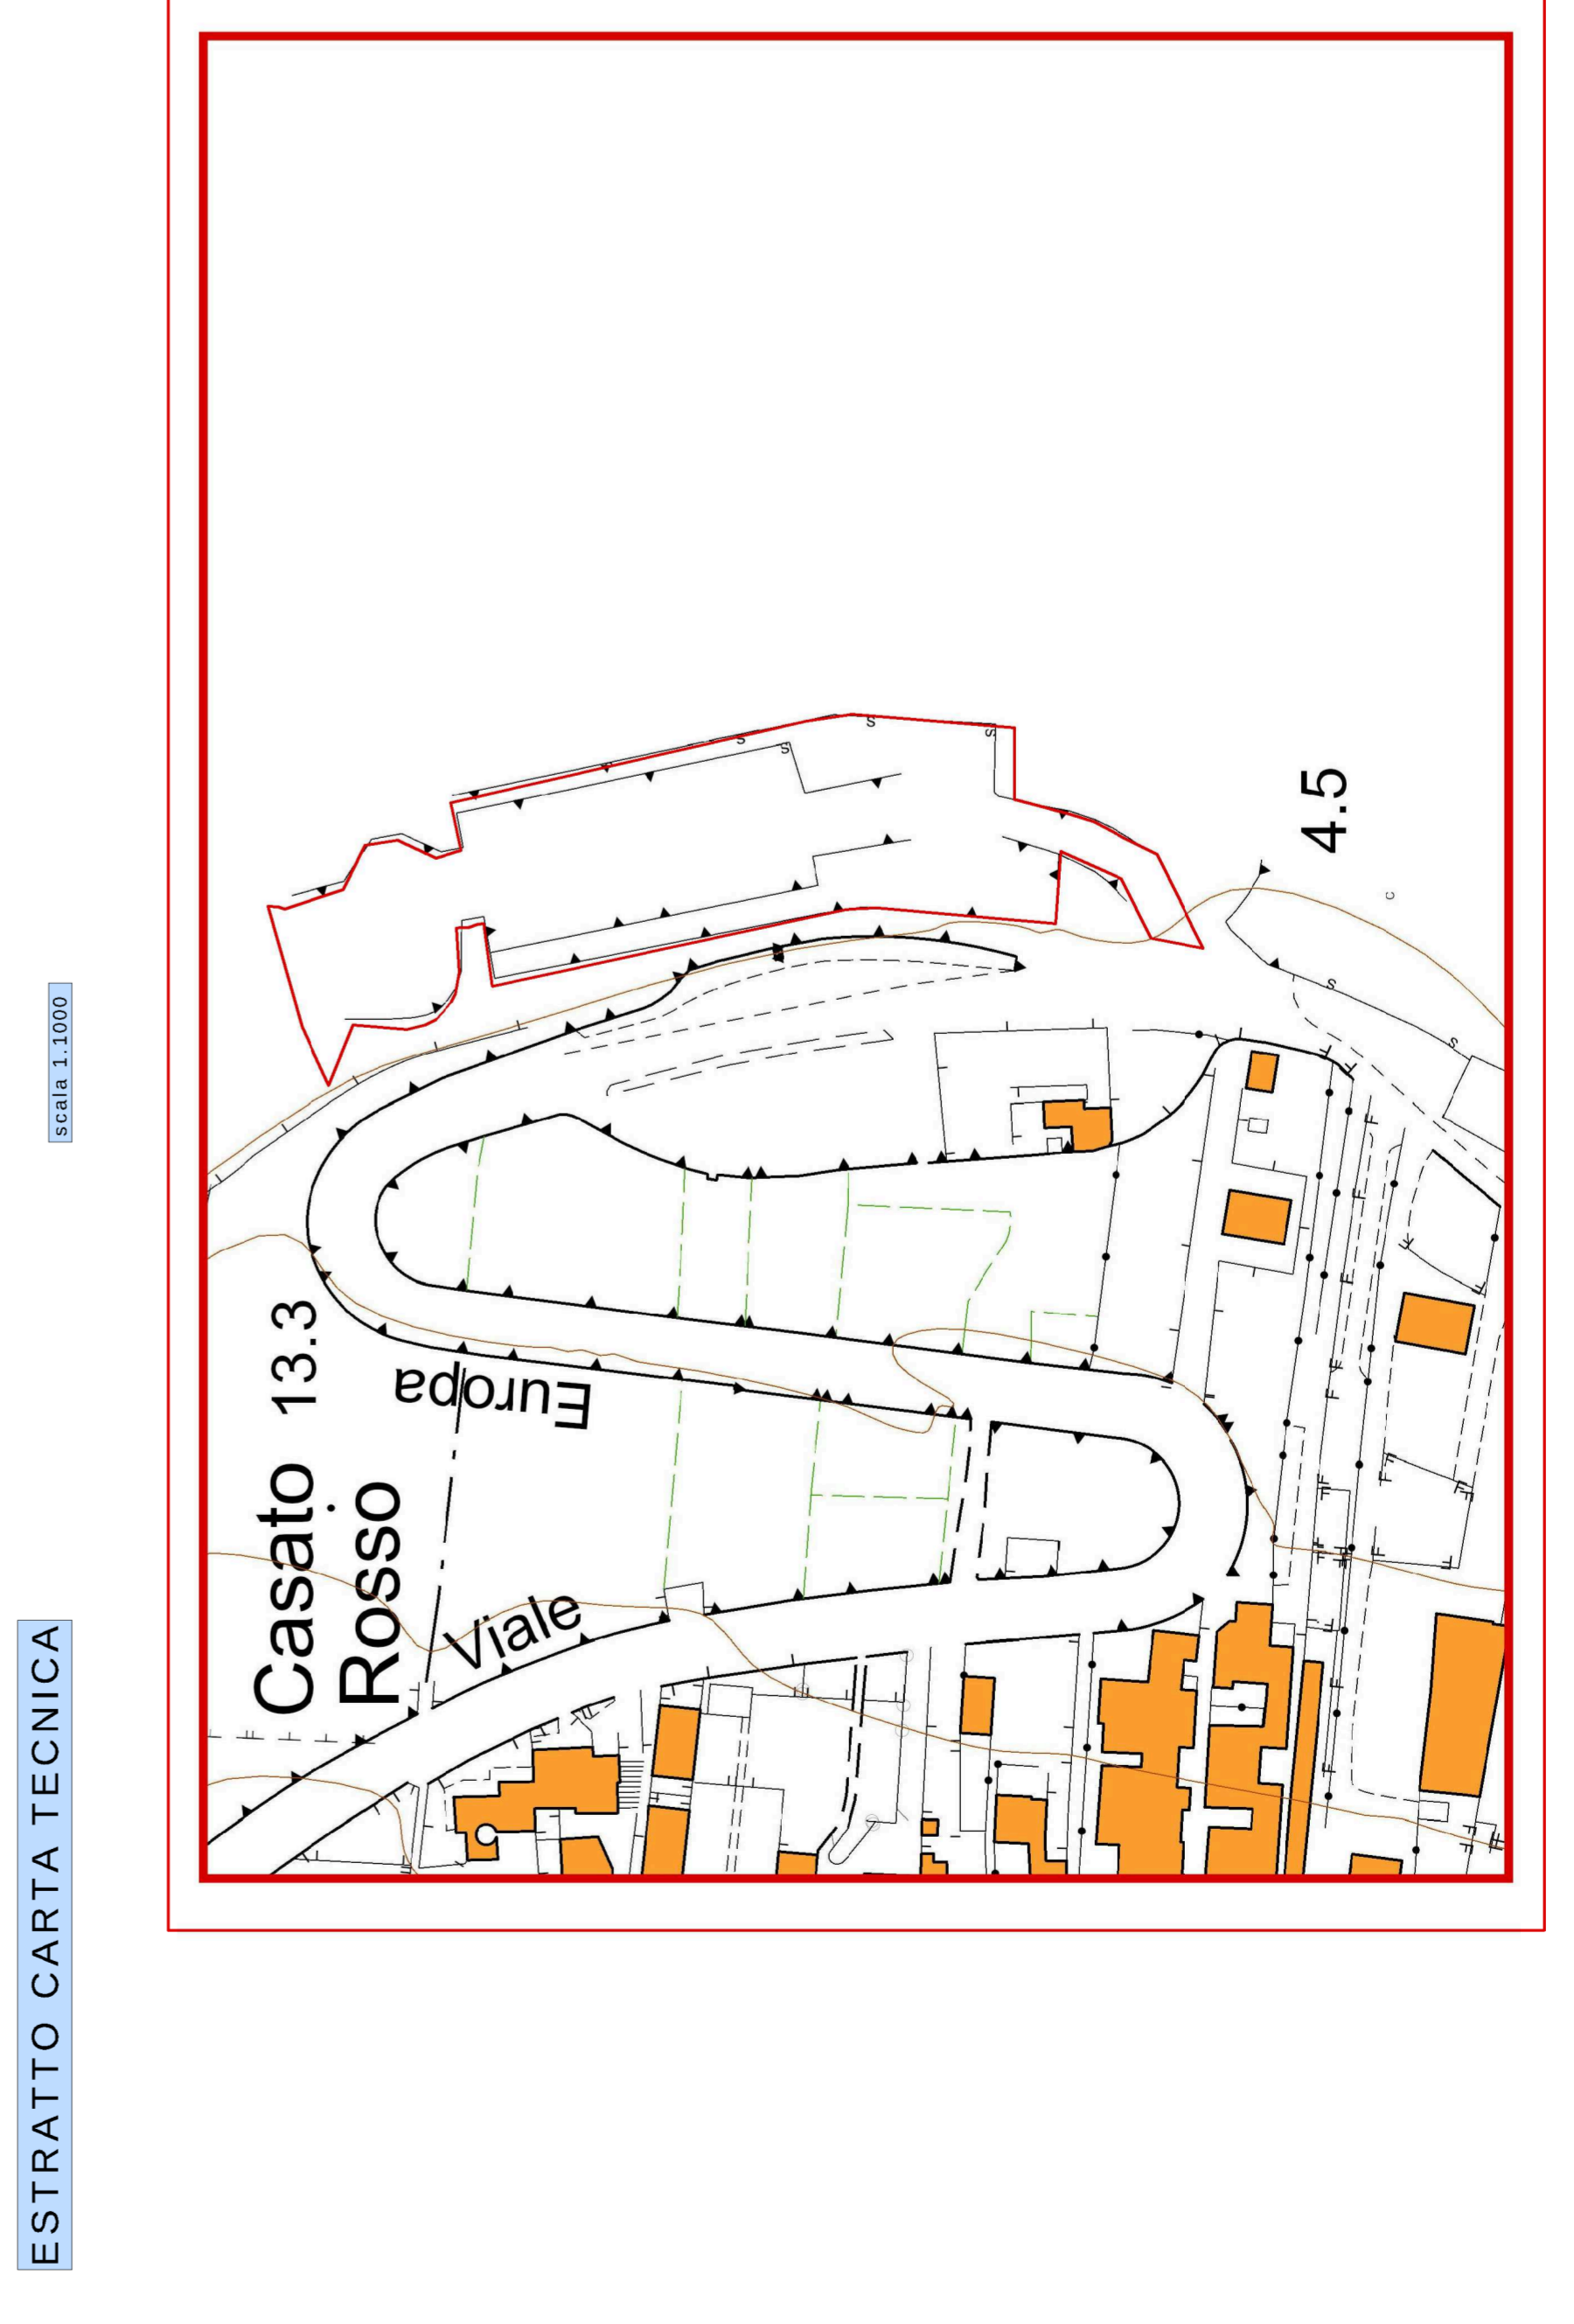 ESTRATTO CARTA TECNICA
scala 1.1000
Casato 13.3
Rosso
Viale
Europa
4.5